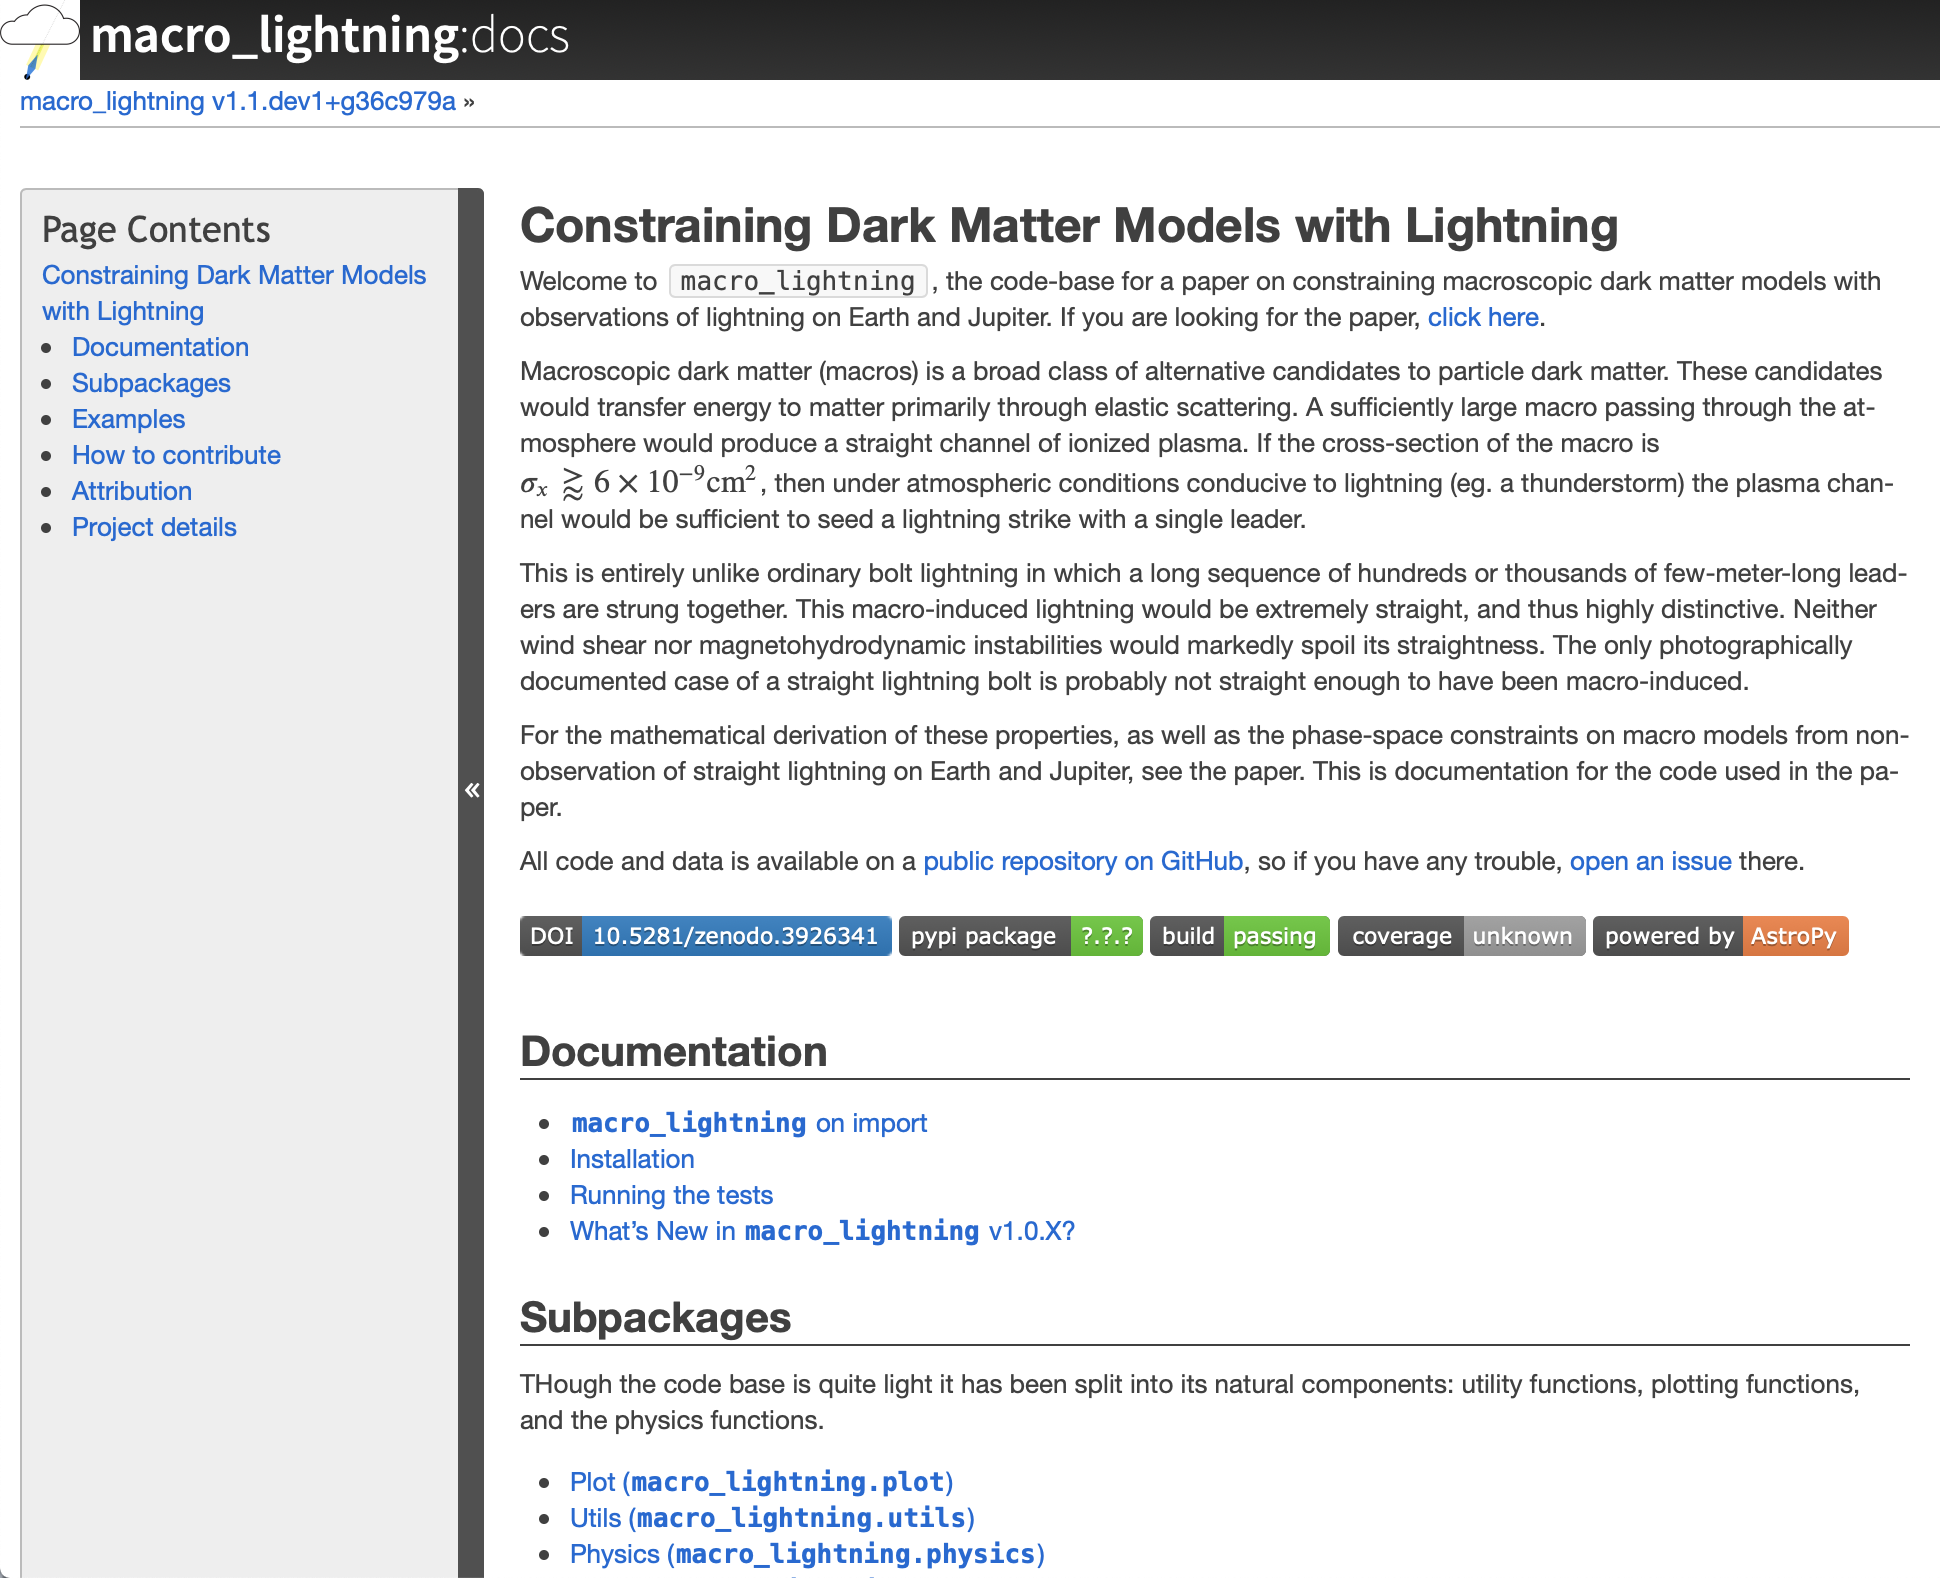 macro_lightning:docs
macro_lightning v1.1.dev1+g36c979a »
Page Contents
Constraining Dark Matter Models
with Lightning
• Documentation
• Subpackages
• Examples
• How to contribute
• Attribution
• Project details
«
Constraining Dark Matter Models with Lightning
Welcome to macro_lightning, the code-base for a paper on constraining macroscopic dark matter models with
observations of lightning on Earth and Jupiter. If you are looking for the paper, click here.
Macroscopic dark matter (macros) is a broad class of alternative candidates to particle dark matter. These candidates
would transfer energy to matter primarily through elastic scattering. A sufficiently large macro passing through the at-
mosphere would produce a straight channel of ionized plasma. If the cross-section of the macro is
σₓ ⪆ 6 × 10⁻⁹cm², then under atmospheric conditions conducive to lightning (eg. a thunderstorm) the plasma chan-
nel would be sufficient to seed a lightning strike with a single leader.
This is entirely unlike ordinary bolt lightning in which a long sequence of hundreds or thousands of few-meter-long lead-
ers are strung together. This macro-induced lightning would be extremely straight, and thus highly distinctive. Neither
wind shear nor magnetohydrodynamic instabilities would markedly spoil its straightness. The only photographically
documented case of a straight lightning bolt is probably not straight enough to have been macro-induced.
For the mathematical derivation of these properties, as well as the phase-space constraints on macro models from non-
observation of straight lightning on Earth and Jupiter, see the paper. This is documentation for the code used in the pa-
per.
All code and data is available on a public repository on GitHub, so if you have any trouble, open an issue there.
DOI 10.5281/zenodo.3926341 pypi package ?.?.? build passing coverage unknown powered by AstroPy
Documentation
• macro_lightning on import
• Installation
• Running the tests
• What’s New in macro_lightning v1.0.X?
Subpackages
THough the code base is quite light it has been split into its natural components: utility functions, plotting functions,
and the physics functions.
• Plot (macro_lightning.plot)
• Utils (macro_lightning.utils)
• Physics (macro_lightning.physics)